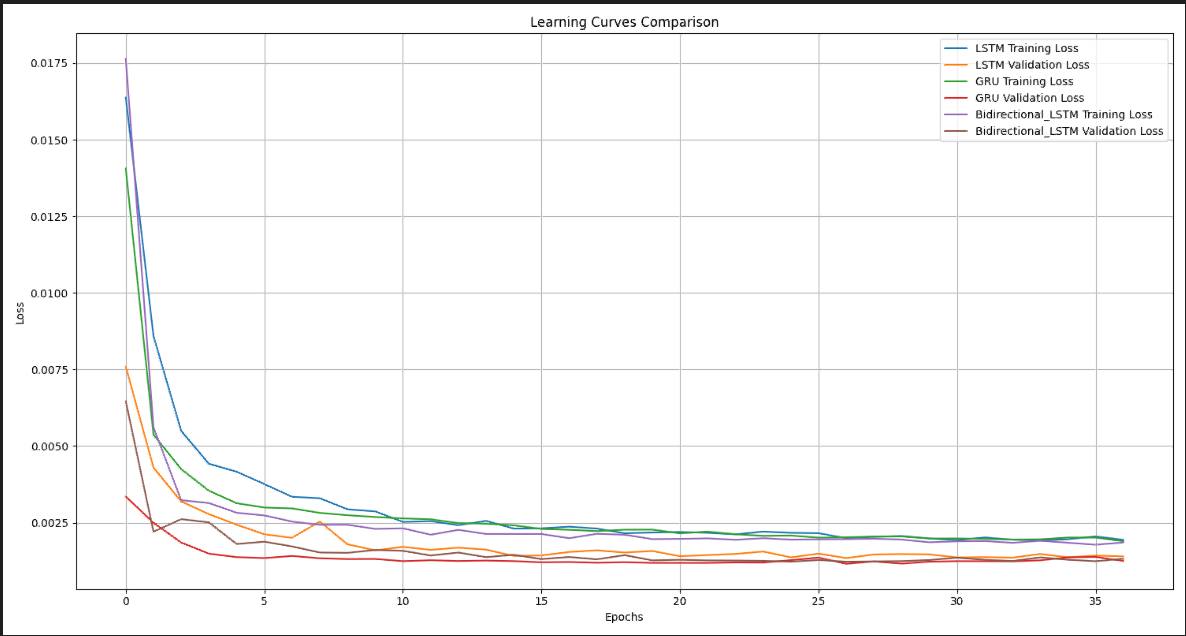 Learning Curves Comparison
LSTM Training Loss
LSTM Validation Loss
GRU Training Loss
GRU Validation Loss
Bidirectional_LSTM Training Loss
Bidirectional_LSTM Validation Loss
0.0175
0.0150
0.0125
0.0100
0.0075
0.0050
0.0025
Loss
0 5 10 15 20 25 30 35
Epochs